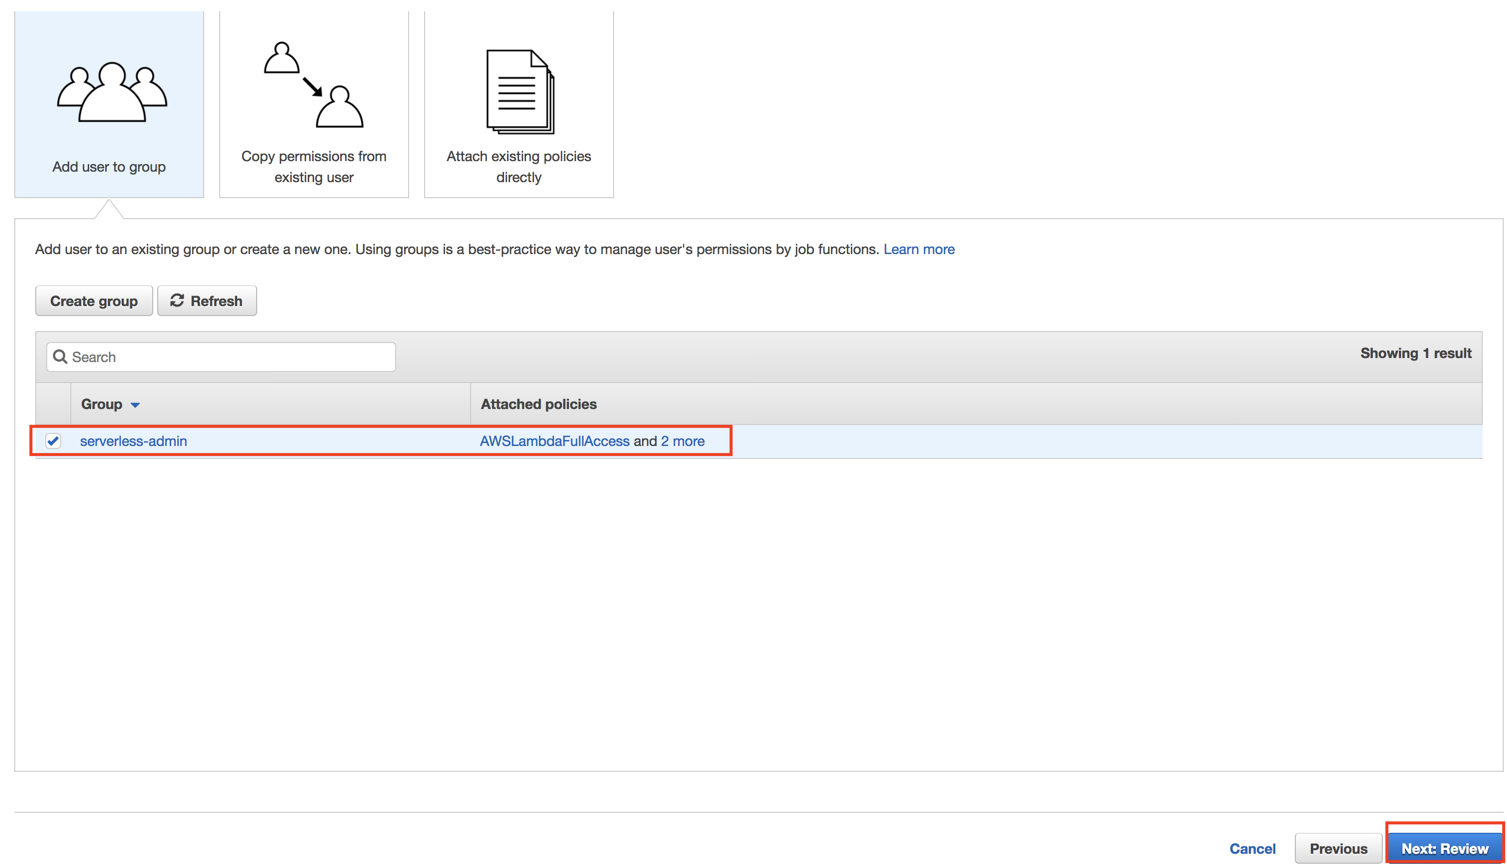 Add user to group
Copy permissions from
existing user
Attach existing policies
directly
Add user to an existing group or create a new one. Using groups is a best-practice way to manage user's permissions by job functions. Learn more
Create group
Refresh
Search
Showing 1 result
Group
Attached policies
serverless-admin
AWSLambdaFullAccess and 2 more
Cancel
Previous
Next: Review